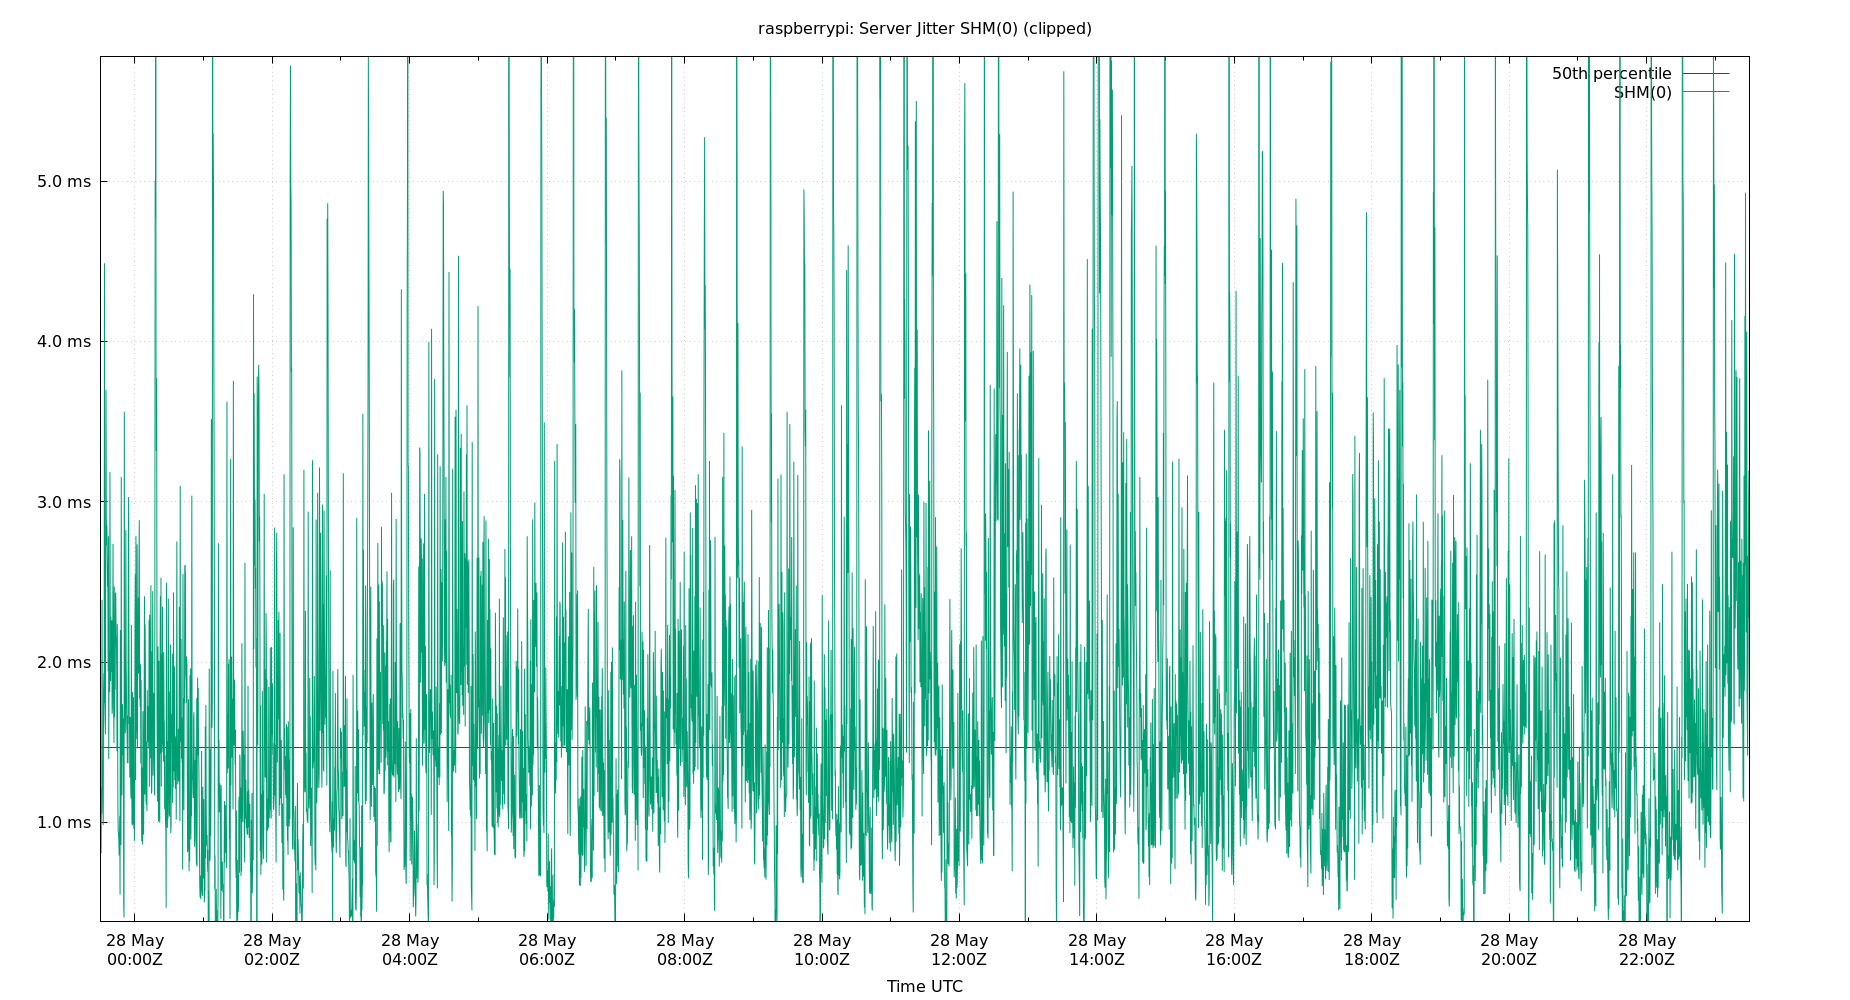 raspberrypi: Server Jitter SHM(0) (clipped)
50th percentile
SHM(0)
5.0 ms
4.0 ms
3.0 ms
2.0 ms
1.0 ms
28 May 28 May 28 May 28 May 28 May 28 May 28 May 28 May 28 May 28 May 28 May 28 May
00:00Z 02:00Z 04:00Z 06:00Z 08:00Z 10:00Z 12:00Z 14:00Z 16:00Z 18:00Z 20:00Z 22:00Z
Time UTC